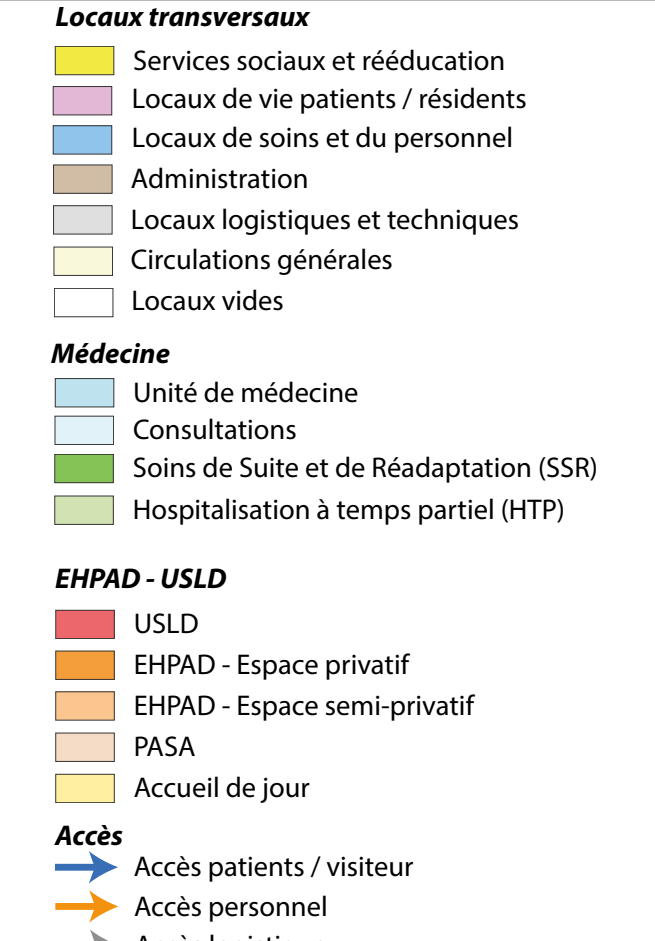 Locaux transversaux
Services sociaux et rééducation
Locaux de vie patients / résidents
Locaux de soins et du personnel
Administration
Locaux logistiques et techniques
Circulations générales
Locaux vides
Médecine
Unité de médecine
Consultations
Soins de Suite et de Réadaptation (SSR)
Hospitalisation à temps partiel (HTP)
EHPAD - USLD
USLD
EHPAD - Espace privatif
EHPAD - Espace semi-privatif
PASA
Accueil de jour
Accès
Accès patients / visiteur
Accès personnel
Accès logistique